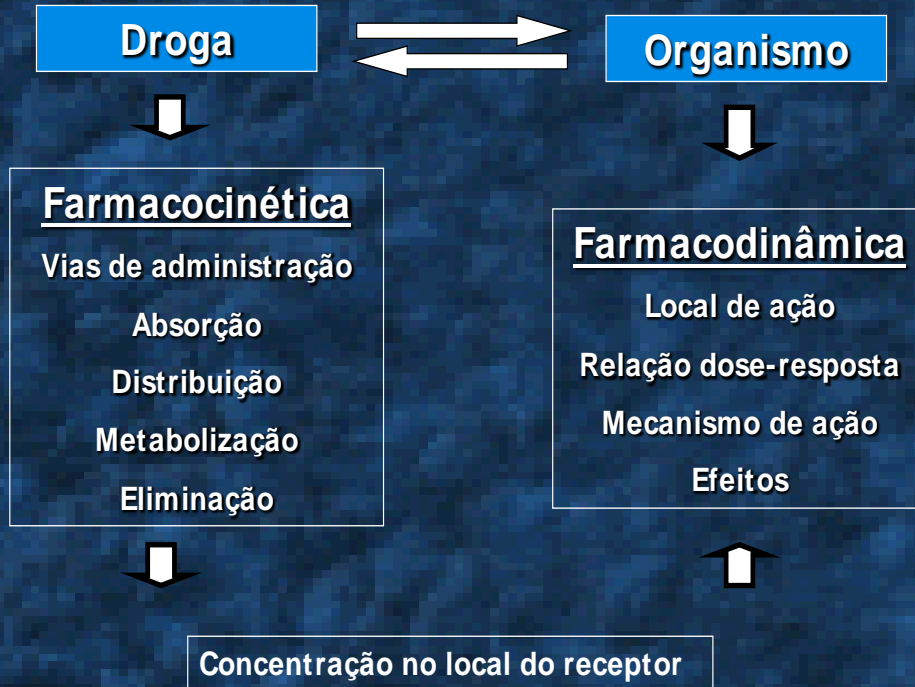 Droga
Organismo
Farmacocinética
Vias de administração
Absorção
Distribuição
Metabolização
Eliminação
Farmacodinâmica
Local de ação
Relação dose-resposta
Mecanismo de ação
Efeitos
Concentração no local do receptor